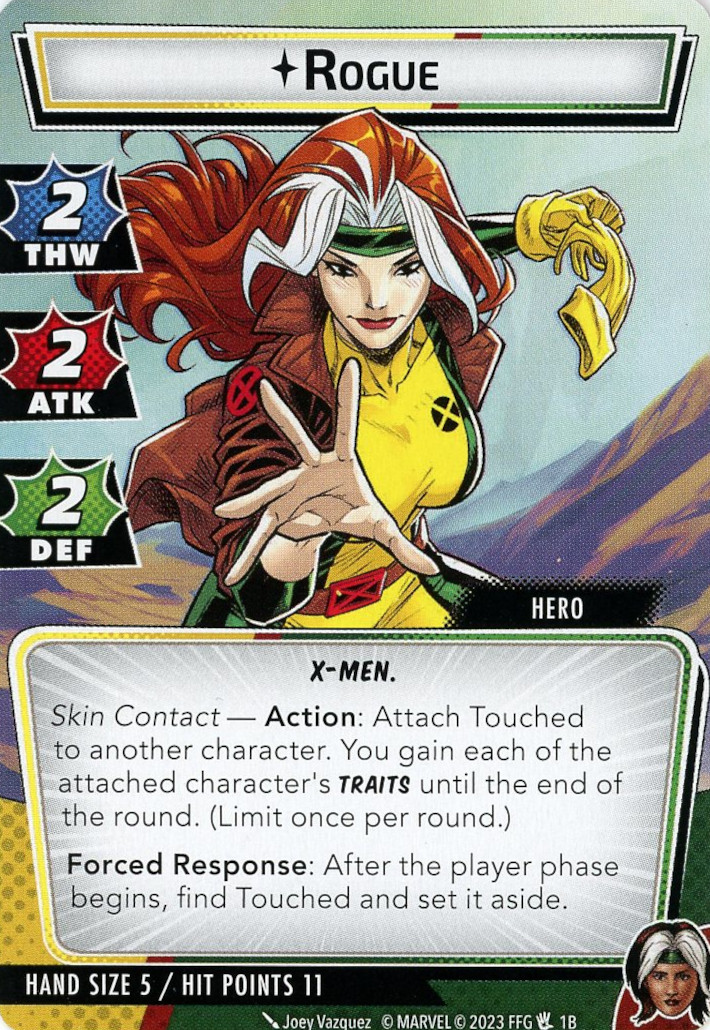 ROGUE
2
THW
2
ATK
2
DEF
HERO
X-MEN.
Skin Contact — Action: Attach Touched
to another character. You gain each of the
attached character's TRAITS until the end of
the round. (Limit once per round.)
Forced Response: After the player phase
begins, find Touched and set it aside.
HAND SIZE 5 / HIT POINTS 11
Joey Vazquez © MARVEL © 2023 FFG 1B